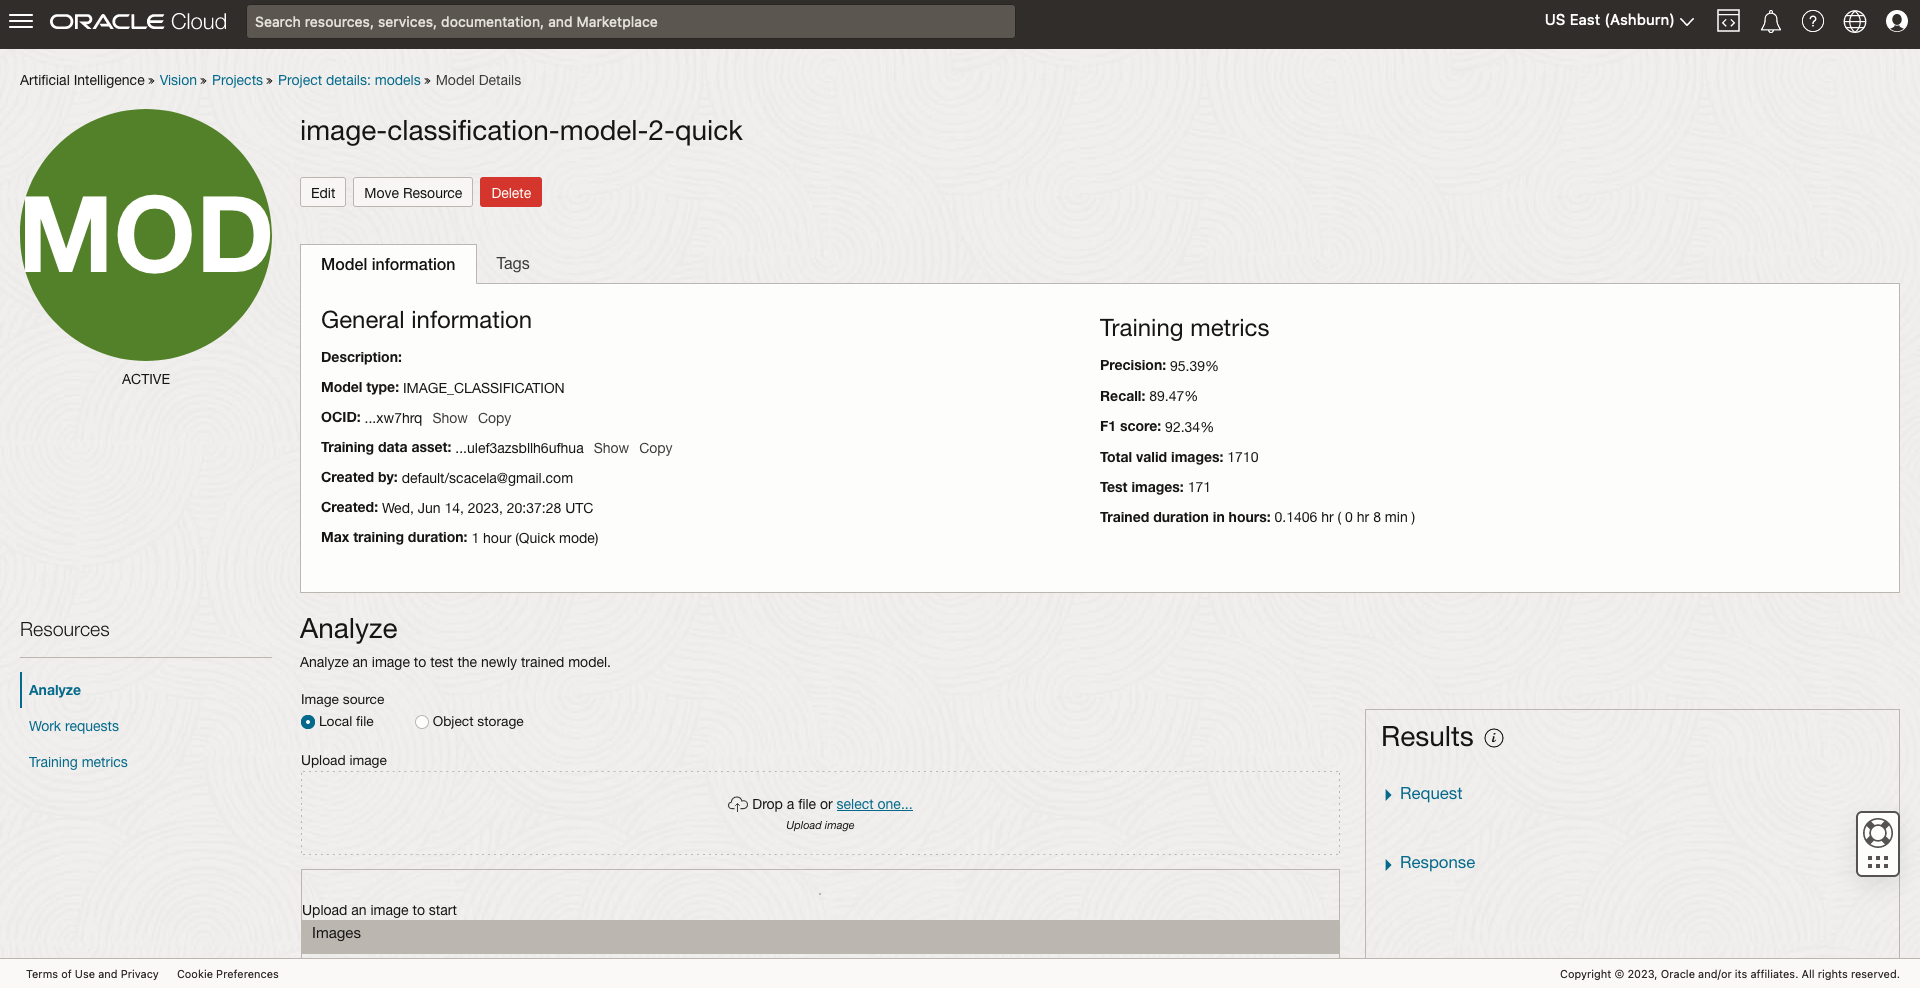 ORACLE Cloud
Search resources, services, documentation, and Marketplace
US East (Ashburn)
Artificial Intelligence » Vision » Projects » Project details: models » Model Details
MOD
ACTIVE
image-classification-model-2-quick
Edit
Move Resource
Delete
Model information
Tags
General information
Description:
Model type: IMAGE_CLASSIFICATION
OCID: ...xw7hrq Show Copy
Training data asset: ...ulef3azsbllh6ufhua Show Copy
Created by: default/scacela@gmail.com
Created: Wed, Jun 14, 2023, 20:37:28 UTC
Max training duration: 1 hour (Quick mode)
Training metrics
Precision: 95.39%
Recall: 89.47%
F1 score: 92.34%
Total valid images: 1710
Test images: 171
Trained duration in hours: 0.1406 hr ( 0 hr 8 min )
Resources
Analyze
Work requests
Training metrics
Analyze
Analyze an image to test the newly trained model.
Image source
Local file
Object storage
Upload image
Drop a file or select one...
Upload image
Upload an image to start
Images
Results
Request
Response
Terms of Use and Privacy
Cookie Preferences
Copyright © 2023, Oracle and/or its affiliates. All rights reserved.